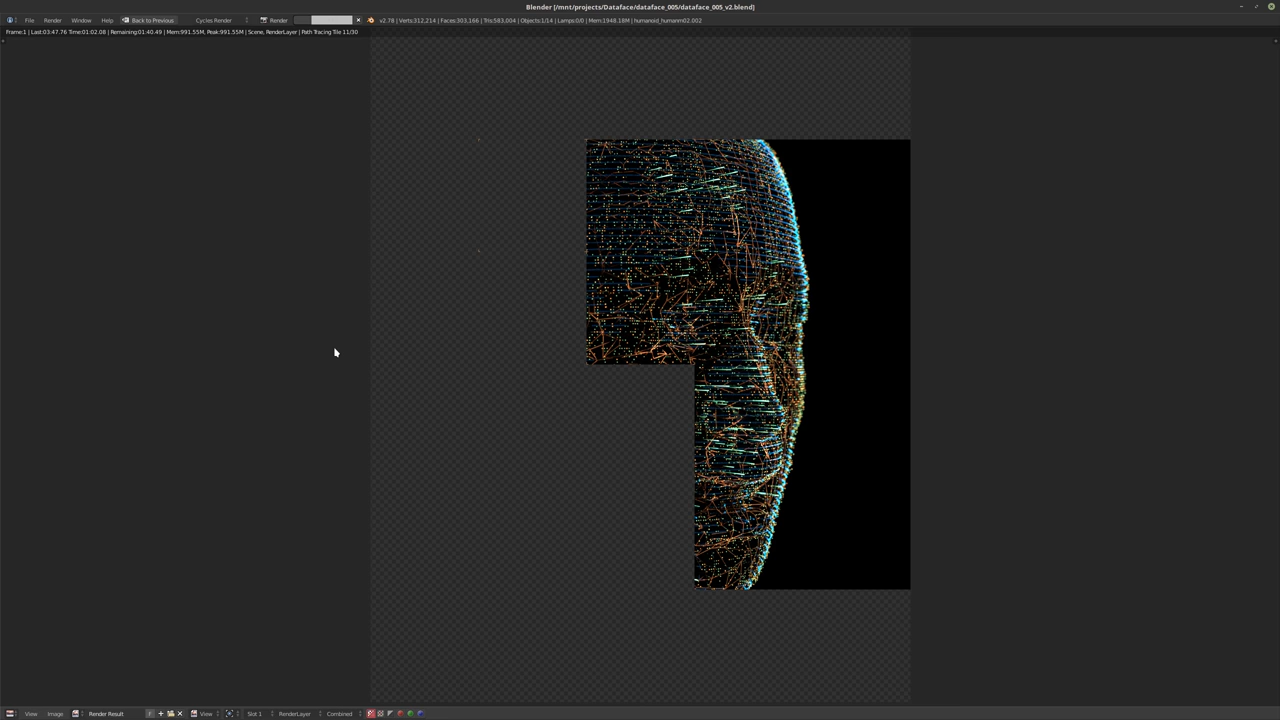 Blender [/mnt/projects/Dataface/dataface_005/dataface_005_v2.blend]
File Render Window Help Back to Previous Cycles Render Render v2.78 | Verts:312,214 | Faces:303,166 | Tris:583,004 | Objects:1/14 | Lamps:0/0 | Mem:1948.18M | humanoid_humanm02.002
Frame:1 | Last:03:47.76 Time:01:02.08 | Remaining:01:40.49 | Mem:991.55M, Peak:991.55M | Scene, RenderLayer | Path Tracing Tile 11/30
View Image Render Result F View Slot 1 RenderLayer Combined